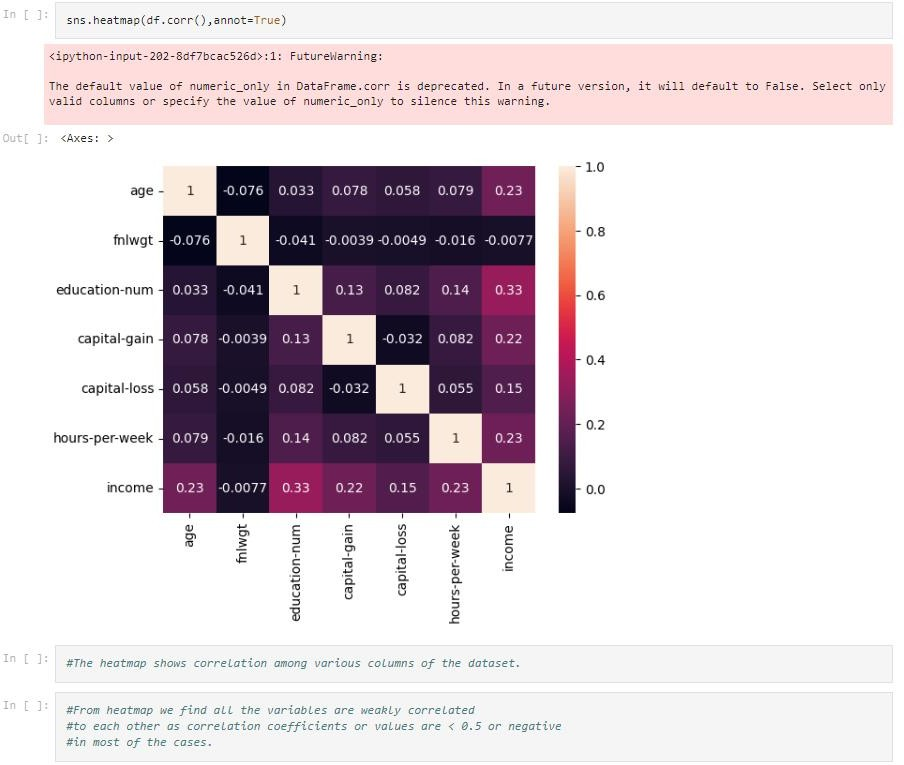 In [ ]: sns.heatmap(df.corr(),annot=True)
<ipython-input-202-8df7bcac526d>:1: FutureWarning:
The default value of numeric_only in DataFrame.corr is deprecated. In a future version, it will default to False. Select only
valid columns or specify the value of numeric_only to silence this warning.
Out[ ]: <Axes: >
age 1 -0.076 0.033 0.078 0.058 0.079 0.23
fnlwgt -0.076 1 -0.041 -0.0039 -0.0049 -0.016 -0.0077
education-num 0.033 -0.041 1 0.13 0.082 0.14 0.33
capital-gain 0.078 -0.0039 0.13 1 -0.032 0.082 0.22
capital-loss 0.058 -0.0049 0.082 -0.032 1 0.055 0.15
hours-per-week 0.079 -0.016 0.14 0.082 0.055 1 0.23
income 0.23 -0.0077 0.33 0.22 0.15 0.23 1
age
fnlwgt
education-num
capital-gain
capital-loss
hours-per-week
income
1.0
0.8
0.6
0.4
0.2
0.0
In [ ]: #The heatmap shows correlation among various columns of the dataset.
In [ ]: #From heatmap we find all the variables are weakly correlated
#to each other as correlation coefficients or values are < 0.5 or negative
#in most of the cases.